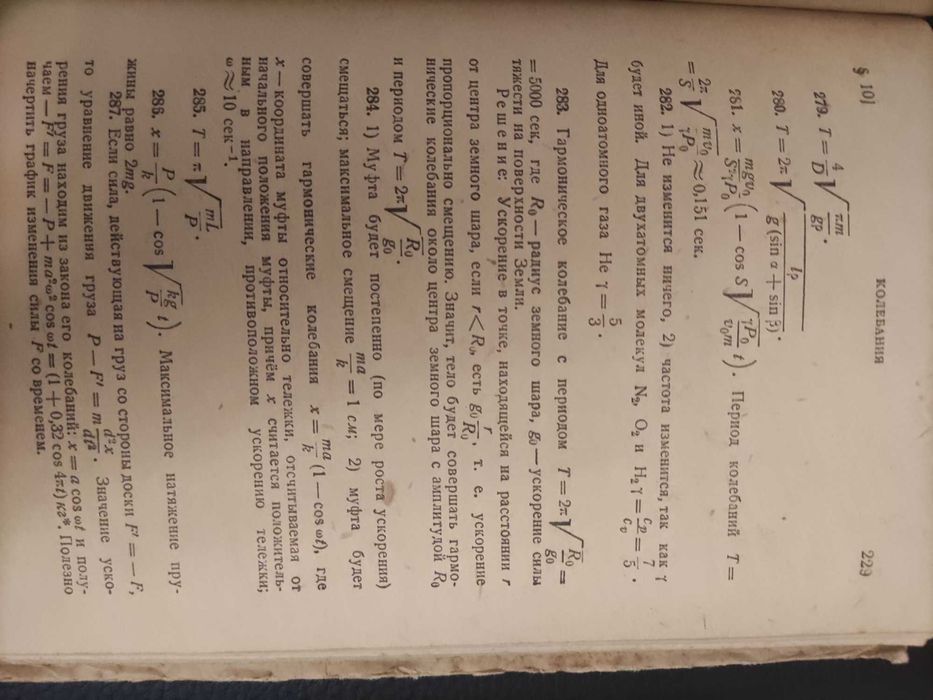 § 10] КОЛЕБАНИЯ 229
279. T = 4/D √(πm/gρ).
280. T = 2π √(lρ/g (sin α + sin β)).
281. x = mgv₀/S²γP₀ (1 — cos S √(γP₀/v₀m) t). Период колебаний T =
= 2π/S √(mv₀/γP₀) ≈ 0,151 сек.
282. 1) Не изменится ничего, 2) частота изменится, так как γ
будет иной. Для двухатомных молекул N₂, O₂ и H₂ γ = cₚ/cᵥ = 7/5.
Для одноатомного газа He γ = 5/3.
283. Гармоническое колебание с периодом T = 2π √(R₀/g₀) =
= 5000 сек, где R₀ — радиус земного шара, g₀ — ускорение силы
тяжести на поверхности Земли.
Решение: Ускорение в точке, находящейся на расстоянии r
от центра земного шара, если r < R₀, есть g₀ r/R₀, т. е. ускорение
пропорционально смещению. Значит, тело будет совершать гармо-
нические колебания около центра земного шара с амплитудой R₀
и периодом T = 2π √(R₀/g₀).
284. 1) Муфта будет постепенно (по мере роста ускорения)
смещаться; максимальное смещение ma/k = 1 см; 2) муфта будет
совершать гармонические колебания x = ma/k (1 — cos ωt), где
x — координата муфты относительно тележки, отсчитываемая от
начального положения муфты, причём x считается положитель-
ным в направлении, противоположном ускорению тележки;
ω ≈ 10 сек⁻¹.
285. T = π √(mL/P).
286. x = P/k (1 — cos √(kg/P) t). Максимальное натяжение пру-
жины равно 2mg.
287. Если сила, действующая на груз со стороны доски F′ = — F,
то уравнение движения груза P — F′ = m d²x/dt². Значение уско-
рения груза находим из закона его колебаний: x = a cos ωt и полу-
чаем — F′ = F = — P + maω² cos ωt = (1 + 0,32 cos 4πt) кг*. Полезно
начертить график изменения силы F со временем.